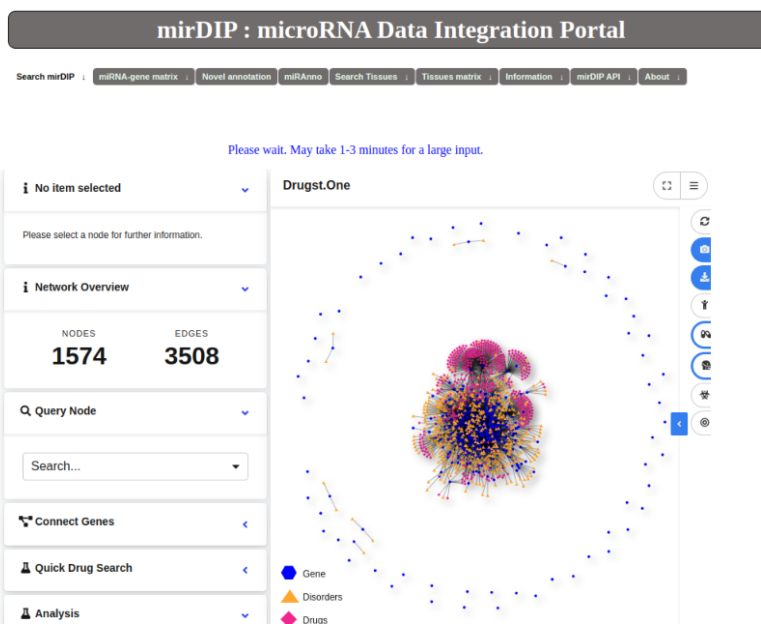 mirDIP : microRNA Data Integration Portal
Search mirDIP ↓ miRNA-gene matrix ↓ Novel annotation miRAnno Search Tissues ↓ Tissues matrix ↓ Information ↓ mirDIP API ↓ About ↓
Please wait. May take 1-3 minutes for a large input.
No item selected
Please select a node for further information.
Network Overview
NODES EDGES
1574 3508
Query Node
Search...
Connect Genes
Quick Drug Search
Analysis
Drugst.One
Gene
Disorders
Drugs